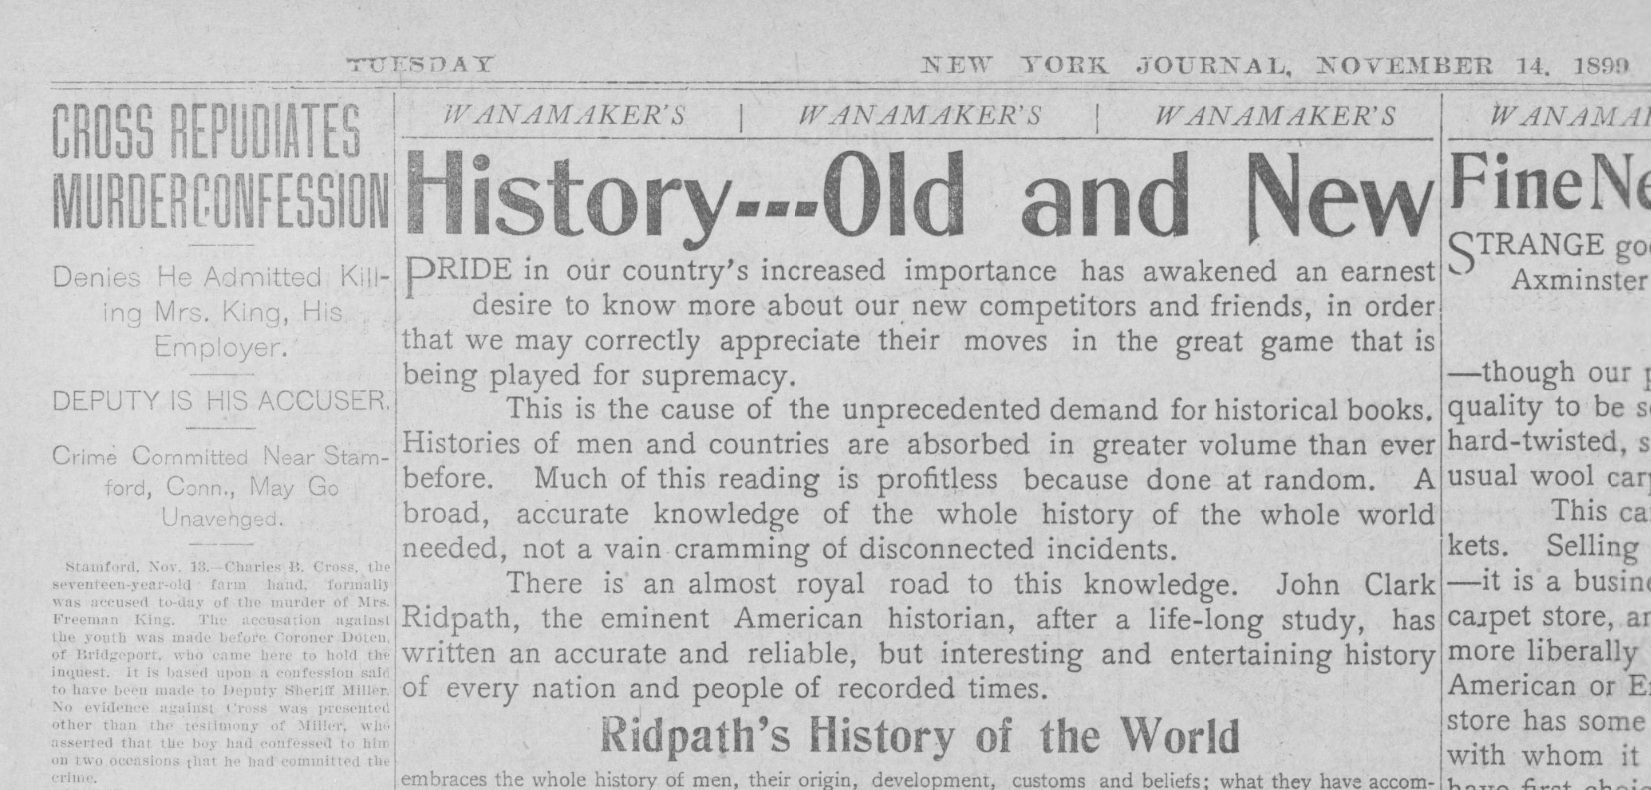 TUESDAY
NEW YORK JOURNAL, NOVEMBER 14, 1899
CROSS REPUDIATES
MURDER CONFESSION
Denies He Admitted Kill-
ing Mrs. King, His
Employer.
DEPUTY IS HIS ACCUSER.
Crime Committed Near Stam-
ford, Conn., May Go
Unavenged.
Stamford, Nov. 13.—Charles B. Cross, the
seventeen-year-old farm hand, formally
was accused to-day of the murder of Mrs.
Freeman King. The accusation against
the youth was made before Coroner Doten,
of Bridgeport, who came here to hold the
inquest. It is based upon a confession said
to have been made to Deputy Sheriff Miller.
No evidence against Cross was presented
other than the testimony of Miller, who
asserted that the boy had confessed to him
on two occasions that he had committed the
crime.
WANAMAKER'S | WANAMAKER'S | WANAMAKER'S
History---Old and New
PRIDE in our country's increased importance has awakened an earnest
desire to know more about our new competitors and friends, in order
that we may correctly appreciate their moves in the great game that is
being played for supremacy.
This is the cause of the unprecedented demand for historical books.
Histories of men and countries are absorbed in greater volume than ever
before. Much of this reading is profitless because done at random. A
broad, accurate knowledge of the whole history of the whole world
needed, not a vain cramming of disconnected incidents.
There is an almost royal road to this knowledge. John Clark
Ridpath, the eminent American historian, after a life-long study, has
written an accurate and reliable, but interesting and entertaining history
of every nation and people of recorded times.
Ridpath's History of the World
embraces the whole history of men, their origin, development, customs and beliefs; what they have accom-
WANAMA
Fine Ne
STRANGE go
Axminster
—though our
quality to be s
hard-twisted, s
usual wool car
This ca
kets. Selling
—it is a busin
carpet store, a
more liberally
American or E
store has some
with whom it
have first choi